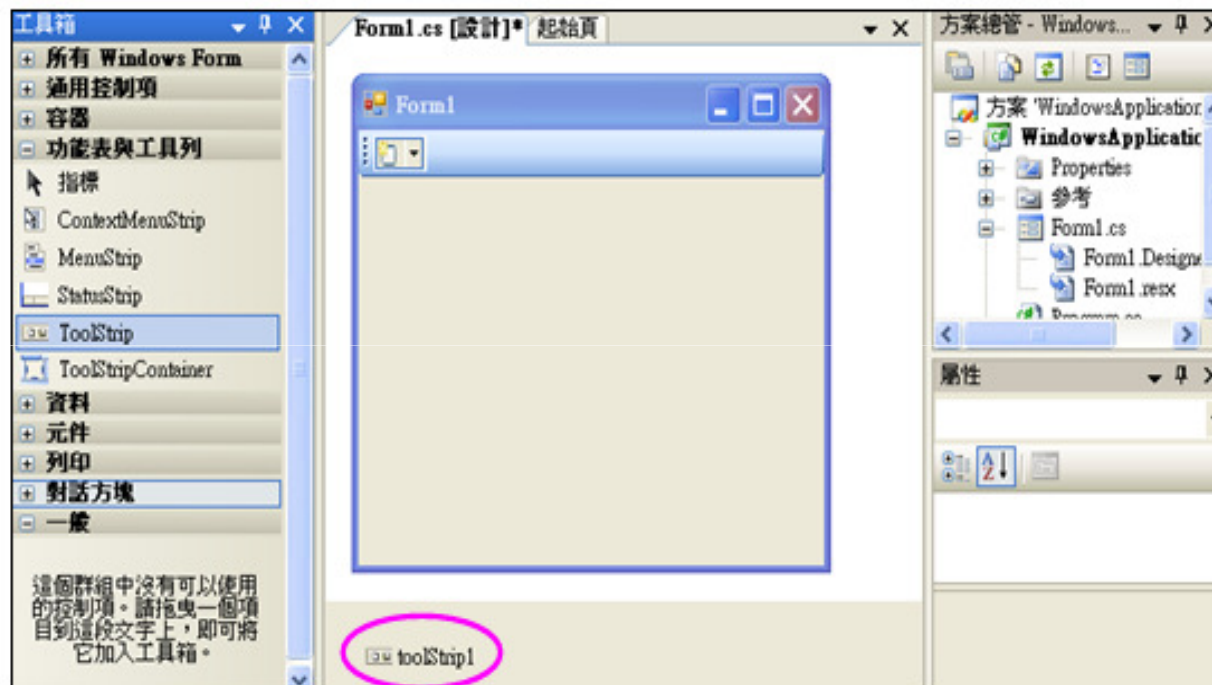 工具箱
所有 Windows Form
通用控制項
容器
功能表與工具列
指標
ContextMenuStrip
MenuStrip
StatusStrip
ToolStrip
ToolStripContainer
資料
元件
列印
對話方塊
一般
這個群組中沒有可以使用
的控制項。請拖曳一個項
目到這段文字上，即可將
它加入工具箱。
Form1.cs [設計]* 起始頁
Form1
toolStrip1
方案總管 - Windows...
方案 'WindowsApplication
WindowsApplicatic
Properties
參考
Form1.cs
Form1.Designe
Form1.resx
屬性